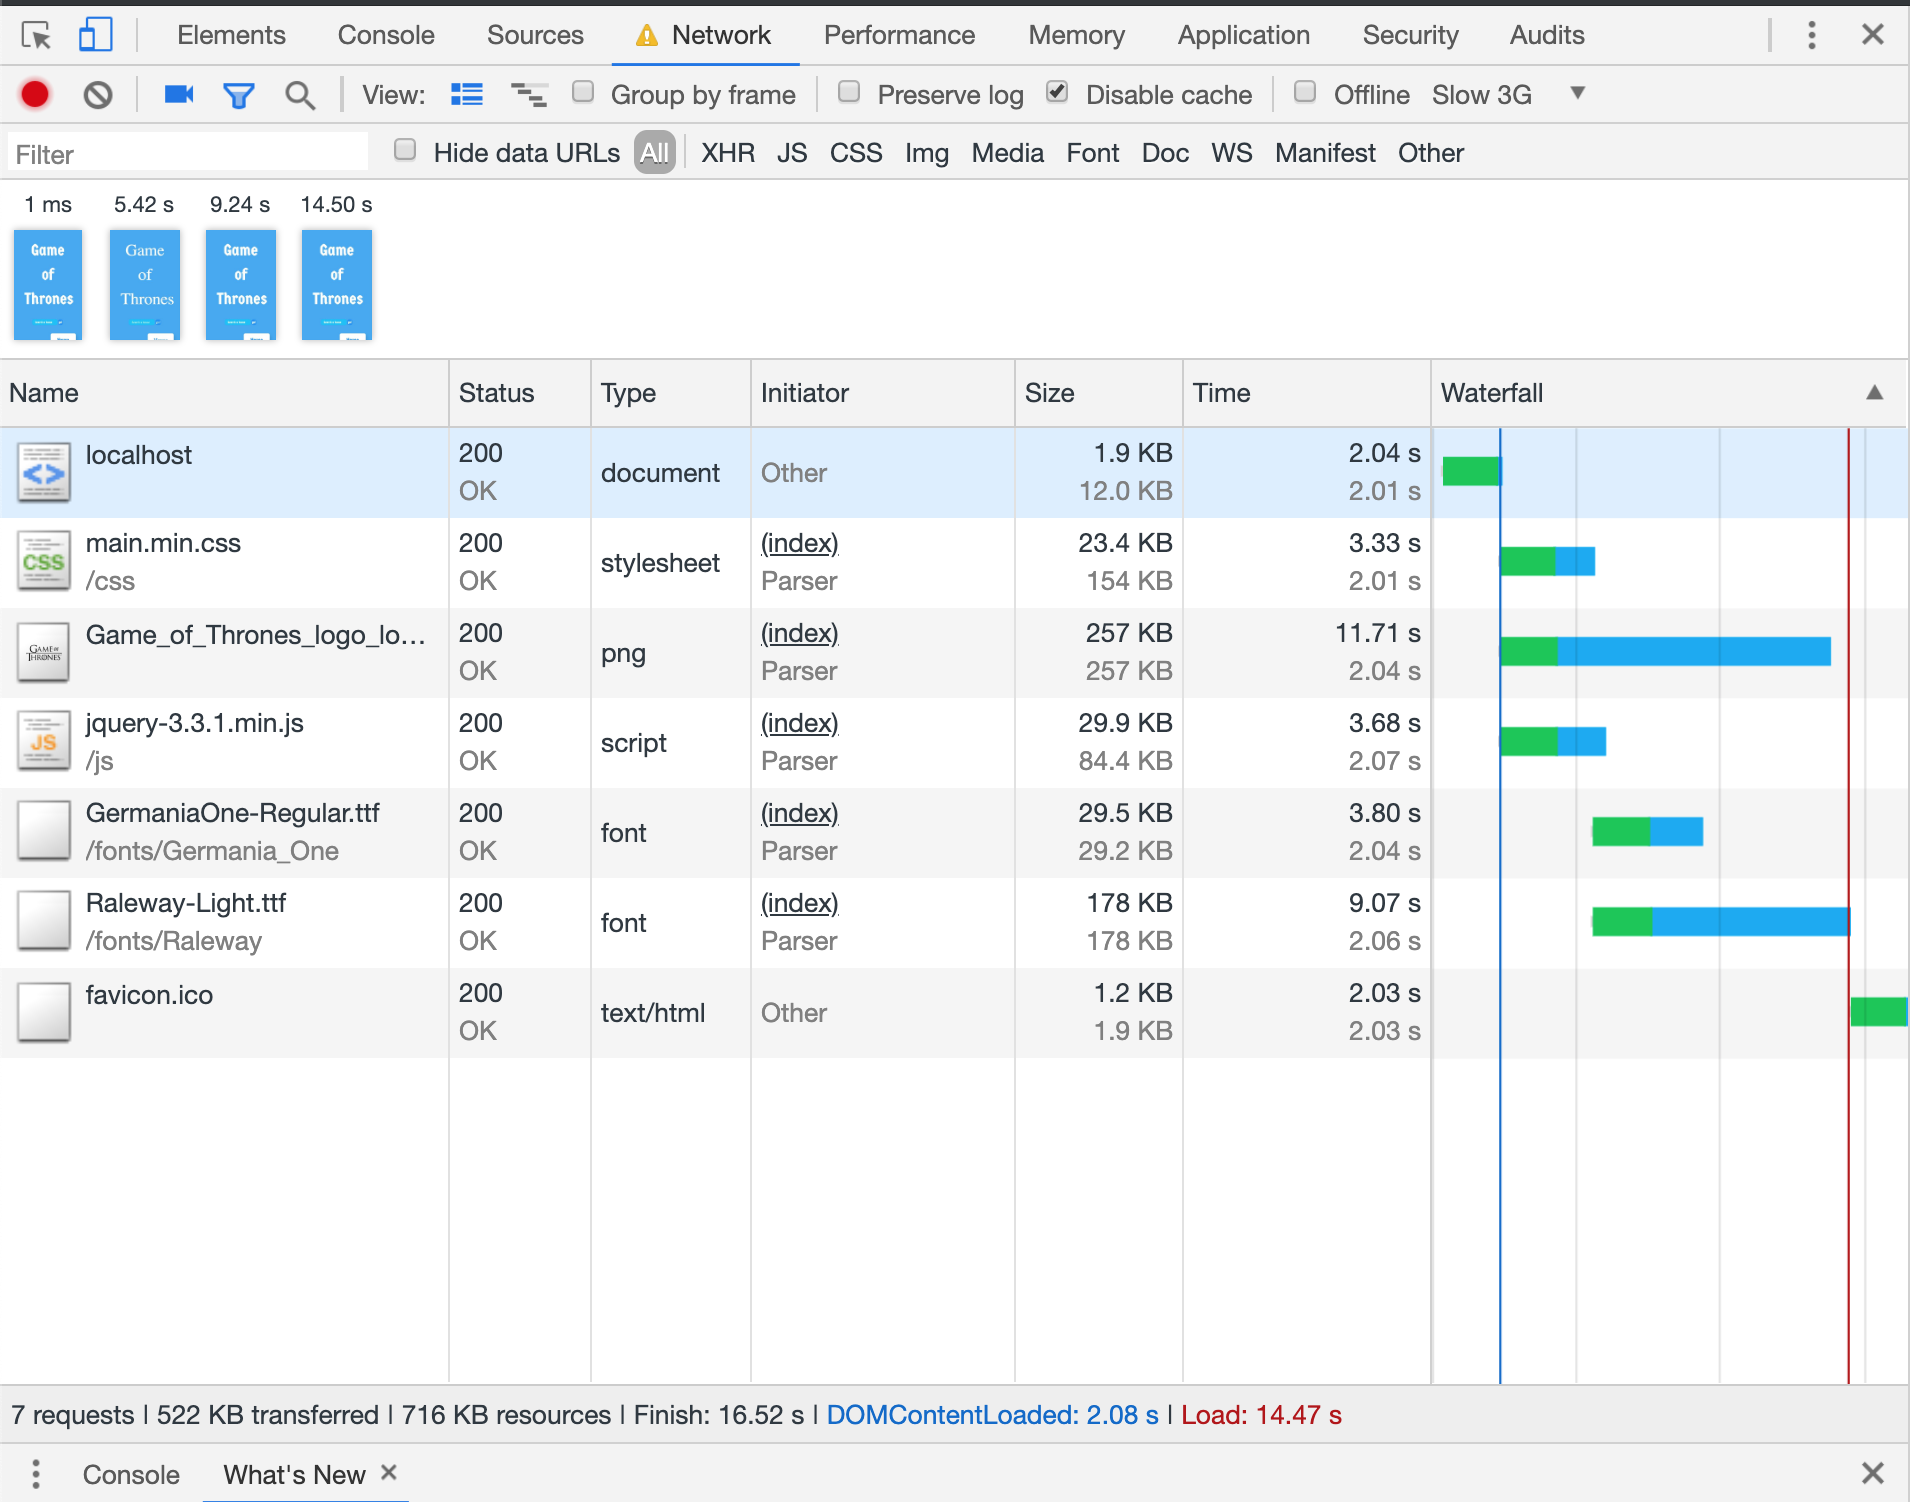 Elements Console Sources Network Performance Memory Application Security Audits
View: Group by frame Preserve log Disable cache Offline Slow 3G
Filter Hide data URLs All XHR JS CSS Img Media Font Doc WS Manifest Other
1 ms 5.42 s 9.24 s 14.50 s
Game Game Game Game
of of of of
Thrones Thrones Thrones Thrones
Name Status Type Initiator Size Time Waterfall
localhost 200 document Other 1.9 KB 2.04 s
OK 12.0 KB 2.01 s
main.min.css 200 stylesheet (index) 23.4 KB 3.33 s
CSS /css OK Parser 154 KB 2.01 s
Game_of_Thrones_logo_lo… 200 png (index) 257 KB 11.71 s
GAME OF THRONES OK Parser 257 KB 2.04 s
jquery-3.3.1.min.js 200 script (index) 29.9 KB 3.68 s
JS /js OK Parser 84.4 KB 2.07 s
GermaniaOne-Regular.ttf 200 font (index) 29.5 KB 3.80 s
/fonts/Germania_One OK Parser 29.2 KB 2.04 s
Raleway-Light.ttf 200 font (index) 178 KB 9.07 s
/fonts/Raleway OK Parser 178 KB 2.06 s
favicon.ico 200 text/html Other 1.2 KB 2.03 s
OK 1.9 KB 2.03 s
7 requests | 522 KB transferred | 716 KB resources | Finish: 16.52 s | DOMContentLoaded: 2.08 s | Load: 14.47 s
Console What's New